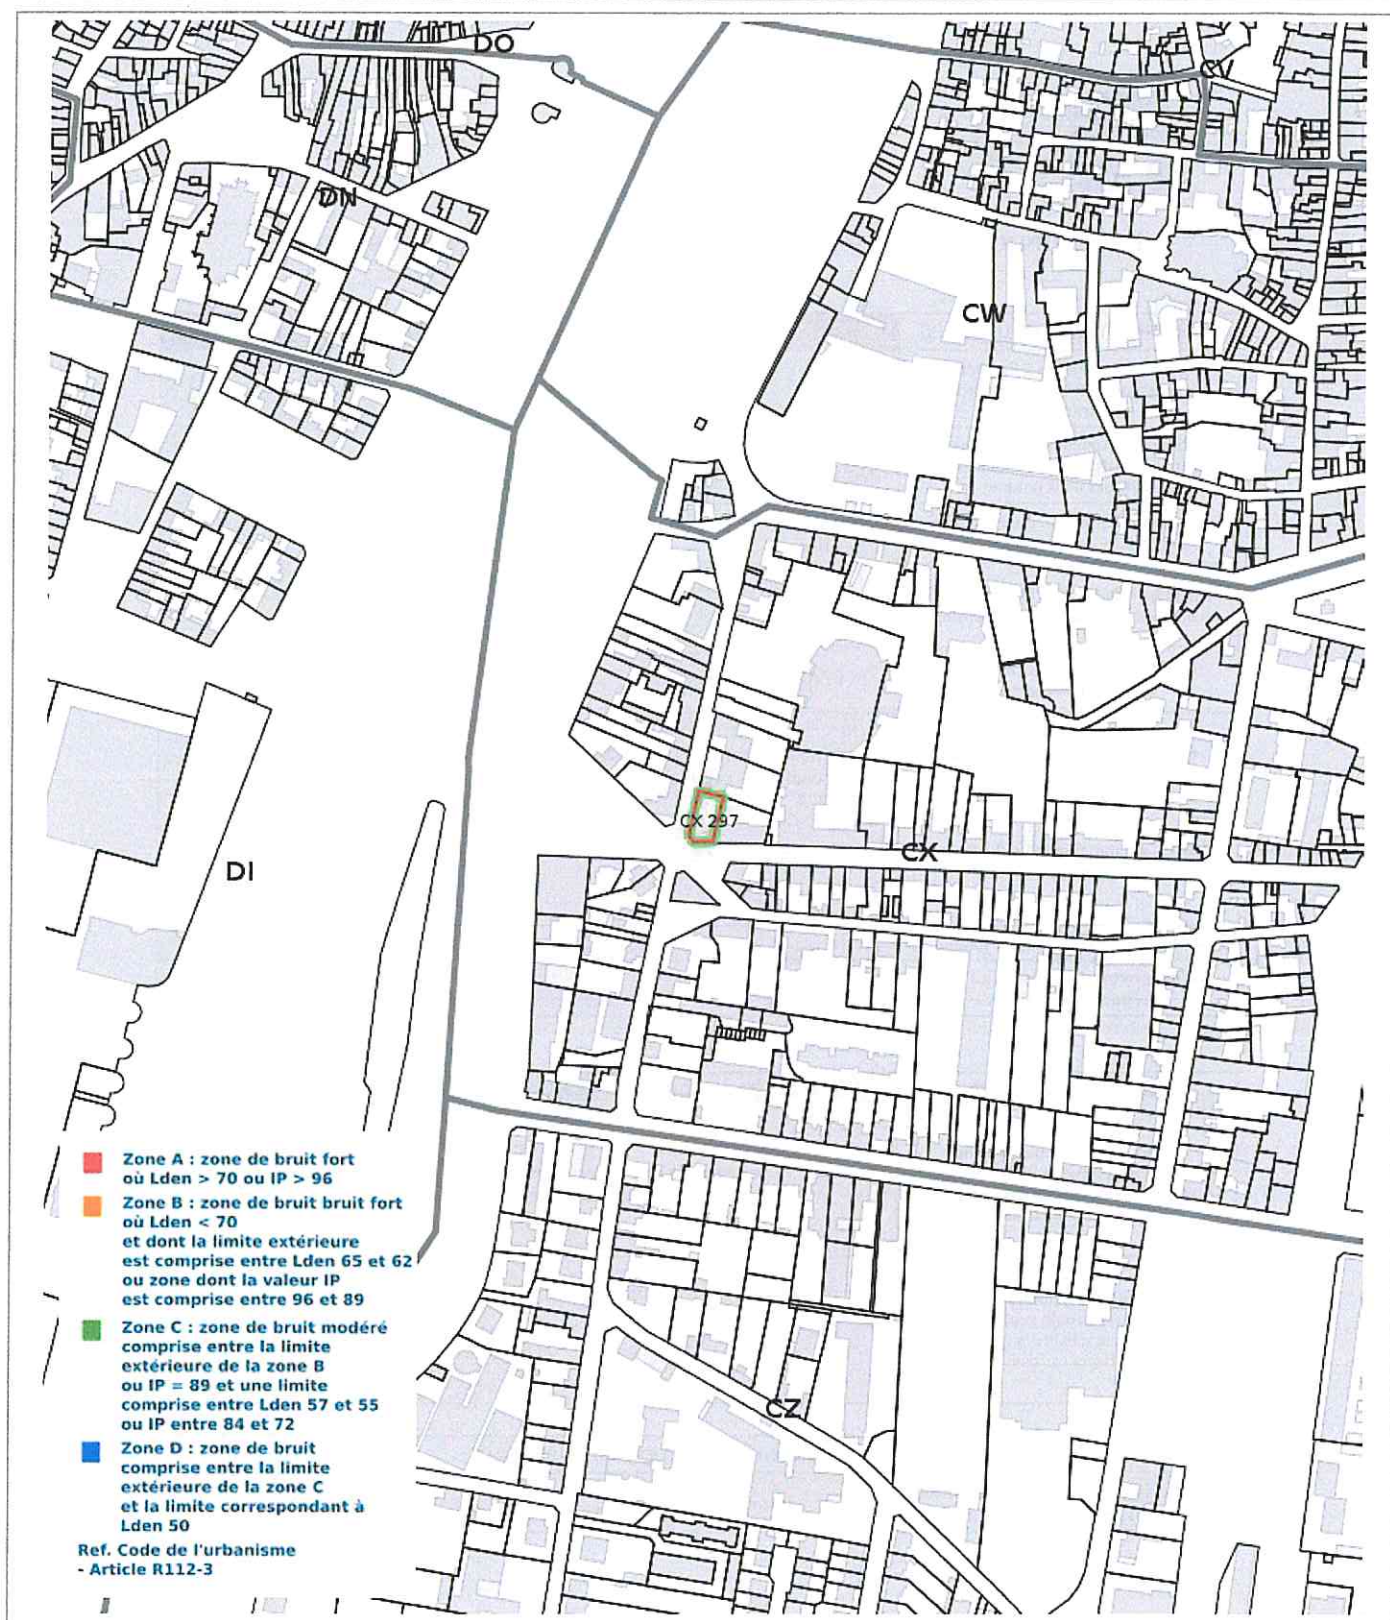 DO
CV
DN
CW
CX 297
CX
DI
Zone A : zone de bruit fort
où Lden > 70 ou IP > 96
Zone B : zone de bruit bruit fort
où Lden < 70
et dont la limite extérieure
est comprise entre Lden 65 et 62
ou zone dont la valeur IP
est comprise entre 96 et 89
Zone C : zone de bruit modéré
comprise entre la limite
extérieure de la zone B
ou IP = 89 et une limite
comprise entre Lden 57 et 55
ou IP entre 84 et 72
CZ
Zone D : zone de bruit
comprise entre la limite
extérieure de la zone C
et la limite correspondant à
Lden 50
Ref. Code de l'urbanisme
- Article R112-3